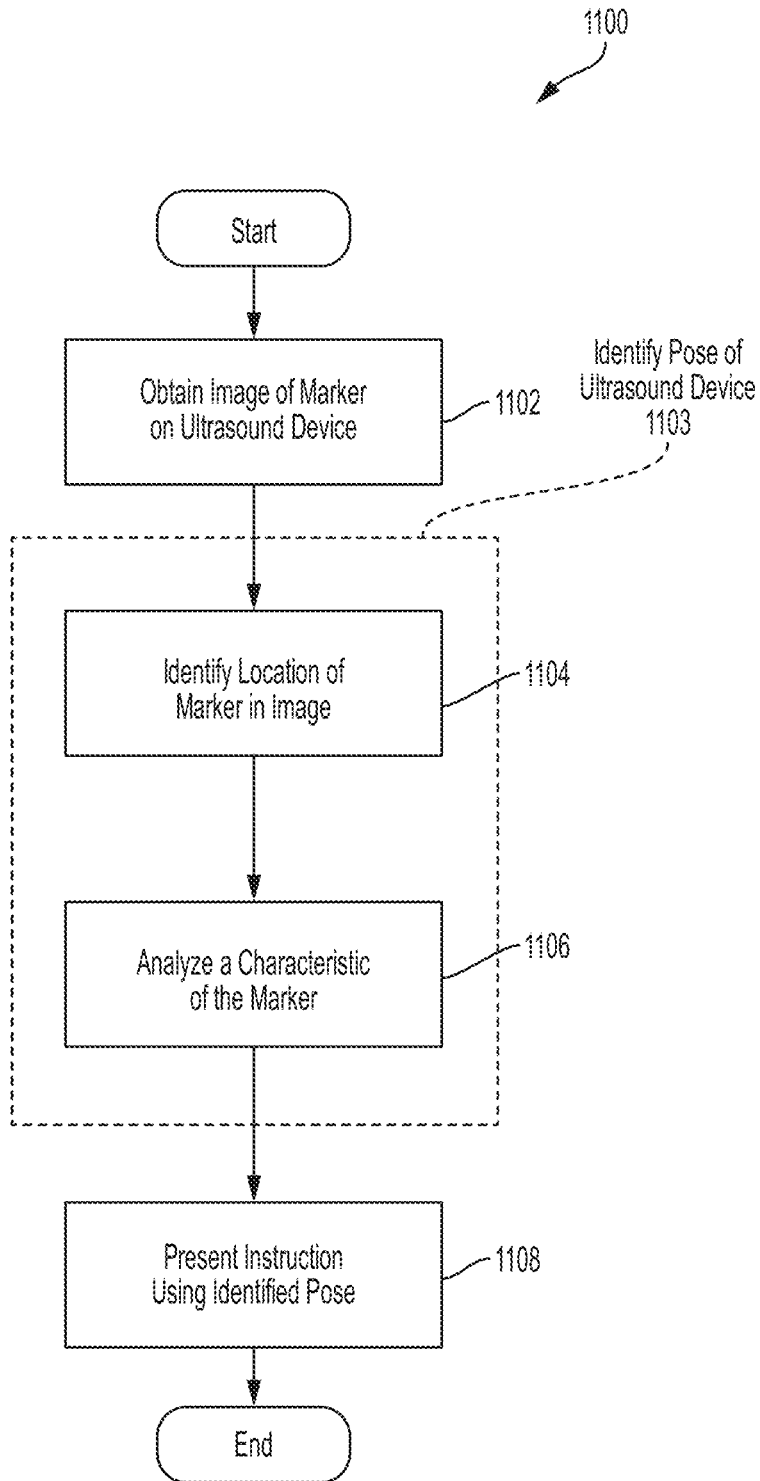 1100
Start
Obtain Image of Marker
on Ultrasound Device
1102
Identify Pose of
Ultrasound Device
1103
Identify Location of
Marker in Image
1104
Analyze a Characteristic
of the Marker
1106
Present Instruction
Using Identified Pose
1108
End